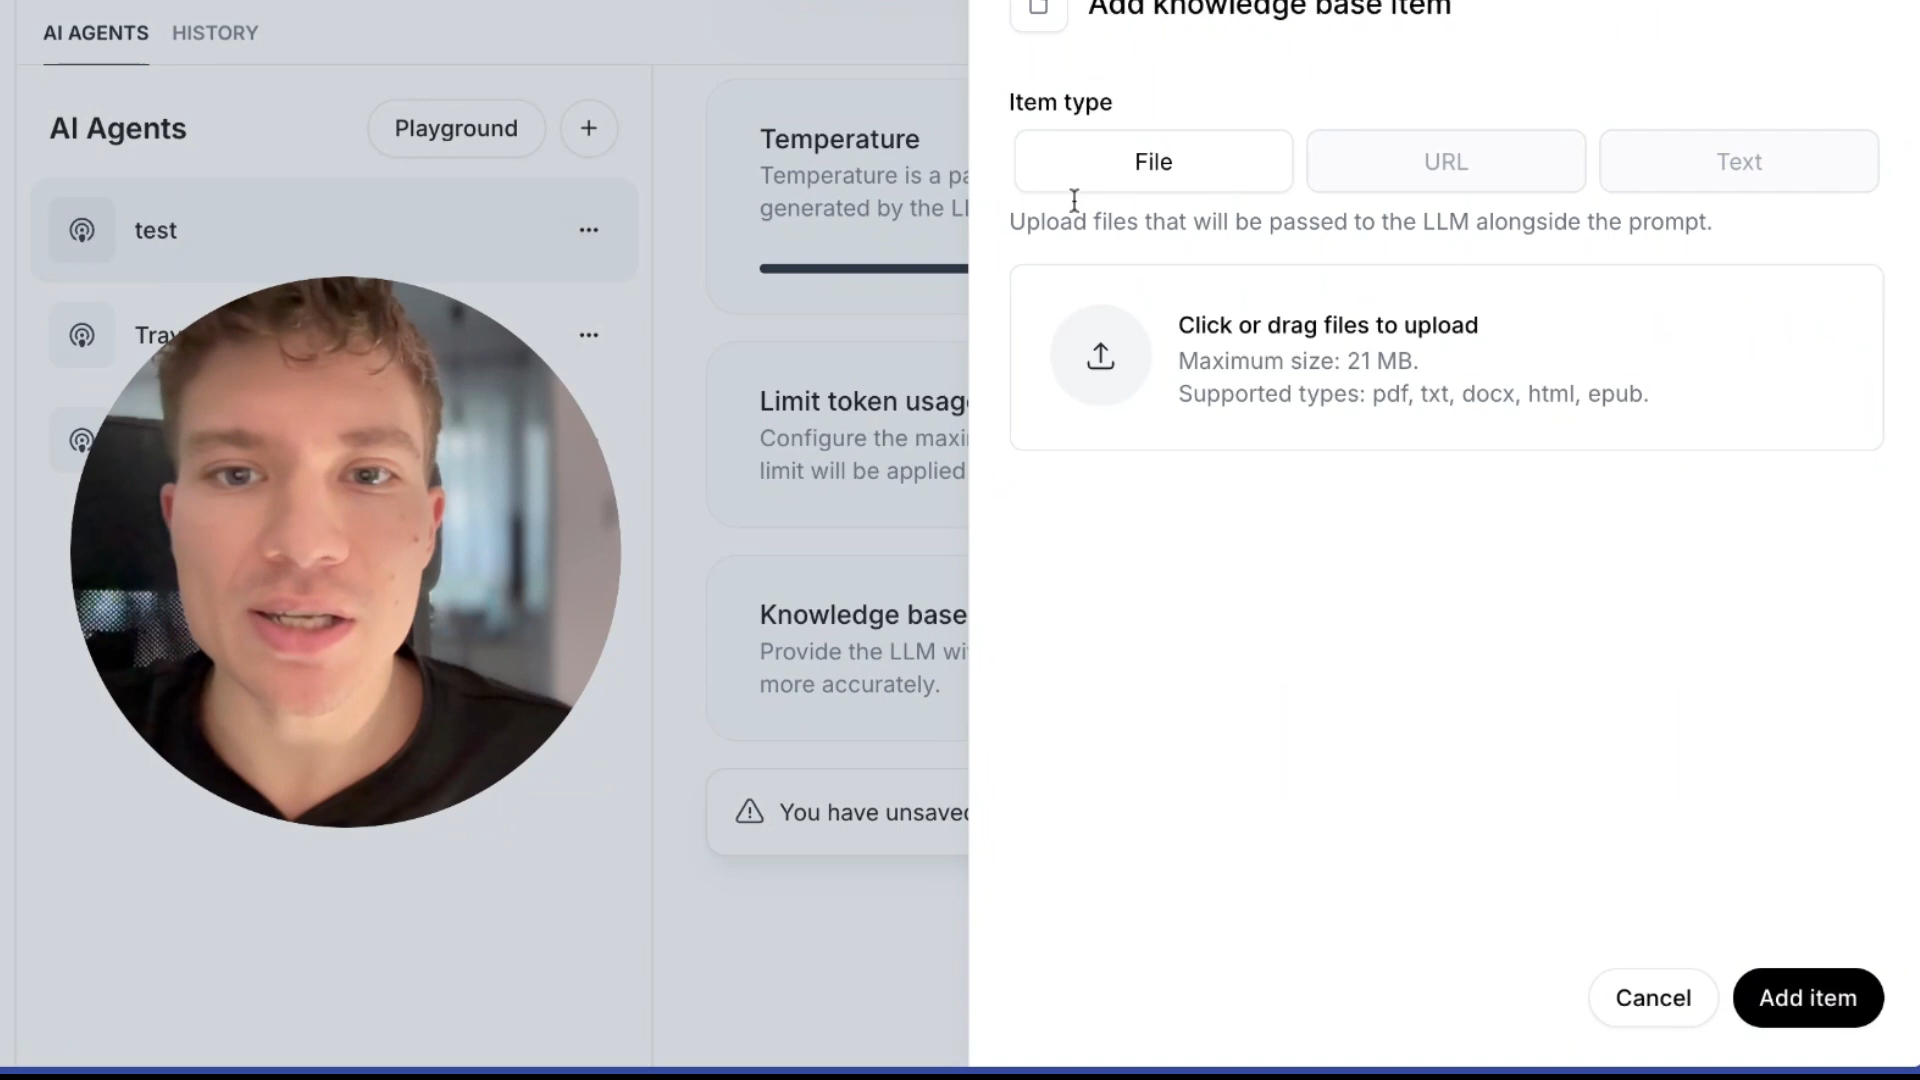 AI AGENTS
HISTORY
AI Agents
Playground
+
test
Trav
Temperature
Temperature is a pa
generated by the LL
Limit token usag
Configure the maxi
limit will be applied
Knowledge base
Provide the LLM wi
more accurately.
You have unsaved
Add knowledge base item
Item type
File
URL
Text
Upload files that will be passed to the LLM alongside the prompt.
Click or drag files to upload
Maximum size: 21 MB.
Supported types: pdf, txt, docx, html, epub.
Cancel
Add item